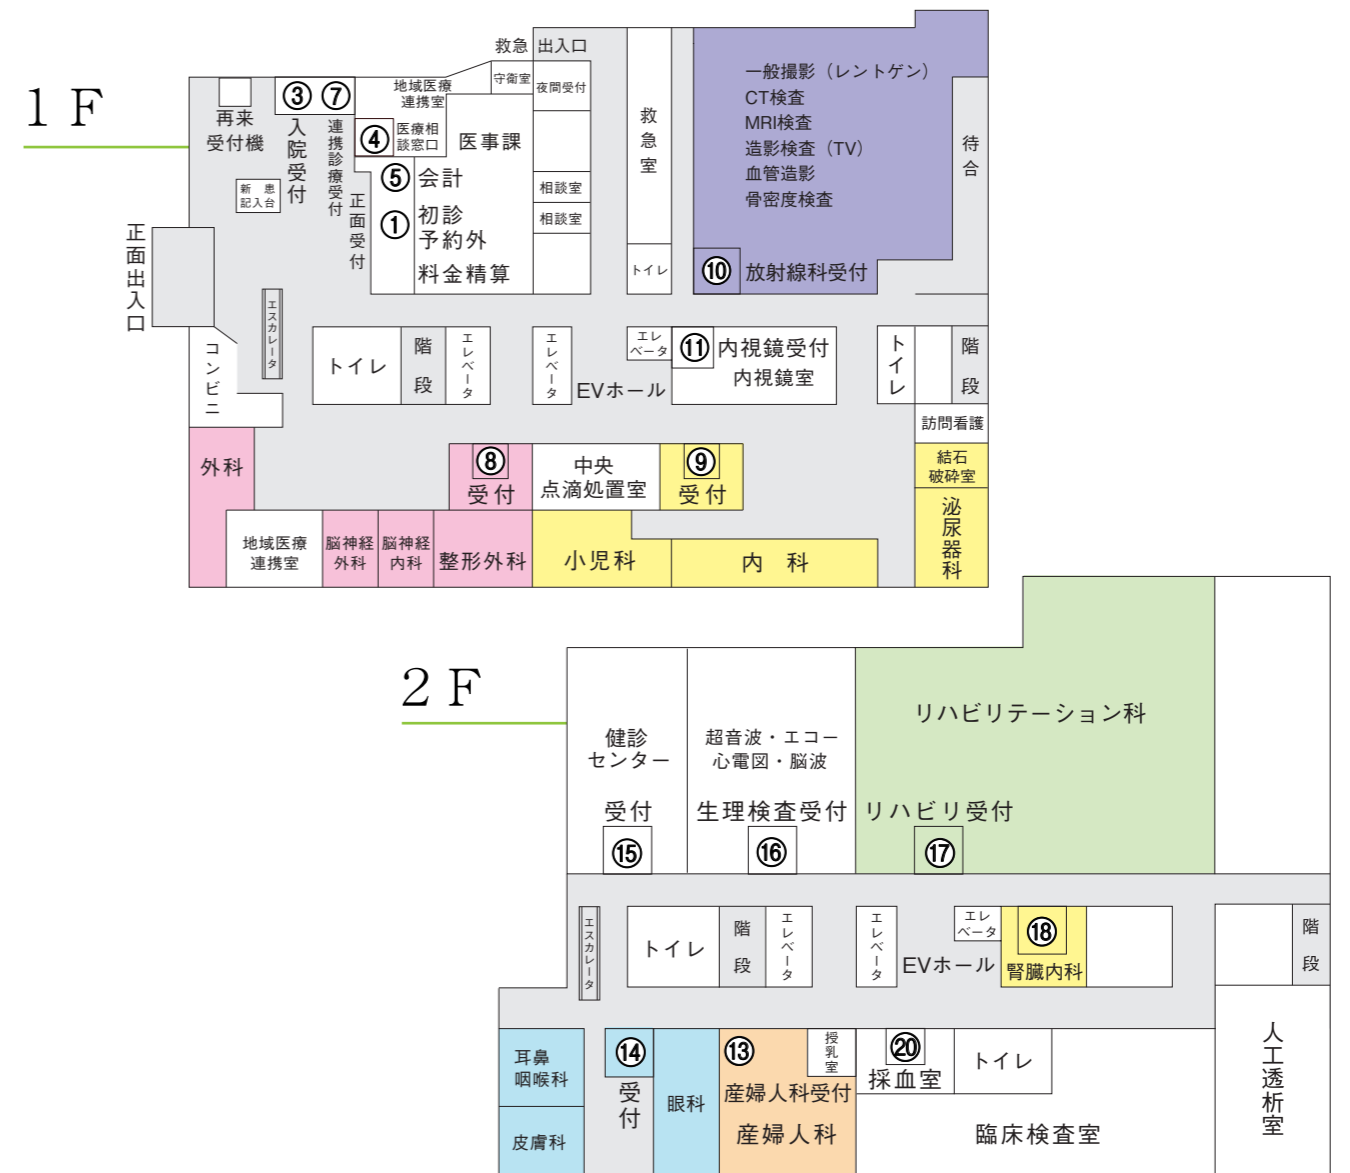 1F
救急 出入口
守衛室
夜間受付
地域医療
連携室
再来
受付機
③
入院受付
⑦
連携診療受付
④
医療相
談窓口
医事課
新患
記入台
⑤
会計
正面受付
①
初診
予約外
料金精算
相談室
相談室
救急室
トイレ
一般撮影（レントゲン）
CT検査
MRI検査
造影検査（TV）
血管造影
骨密度検査
⑩
放射線科受付
待合
正面出入口
エスカレータ
コンビニ
トイレ
階段
エレベータ
エレベータ
エレ
ベータ
EVホール
⑪
内視鏡受付
内視鏡室
トイレ
階段
訪問看護
結石
破砕室
泌尿器科
外科
⑧
受付
中央
点滴処置室
⑨
受付
地域医療
連携室
脳神経
外科
脳神経
内科
整形外科
小児科
内科
2F
健診
センター
受付
⑮
超音波・エコー
心電図・脳波
生理検査受付
⑯
リハビリテーション科
リハビリ受付
⑰
エスカレータ
トイレ
階段
エレベータ
エレベータ
EVホール
エレ
ベータ
⑱
腎臓内科
階段
耳鼻
咽喉科
皮膚科
⑭
受付
眼科
⑬
産婦人科受付
産婦人科
授乳室
⑳
採血室
トイレ
臨床検査室
人工透析室